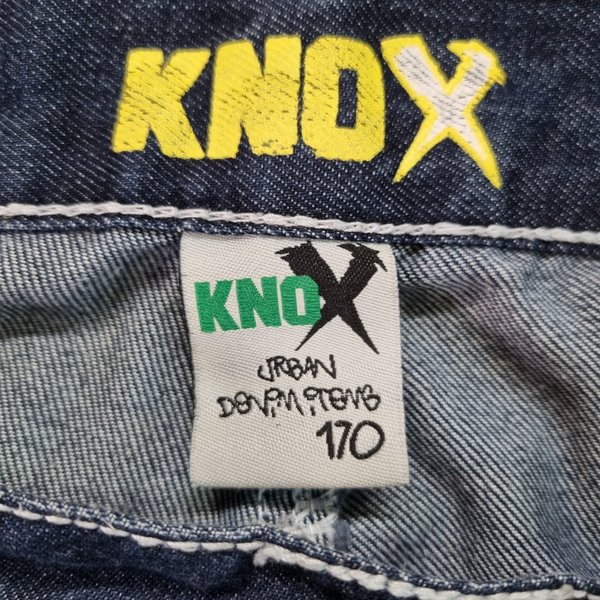 KNOX
KNOX
URBAN
DENIM iTEMS
170